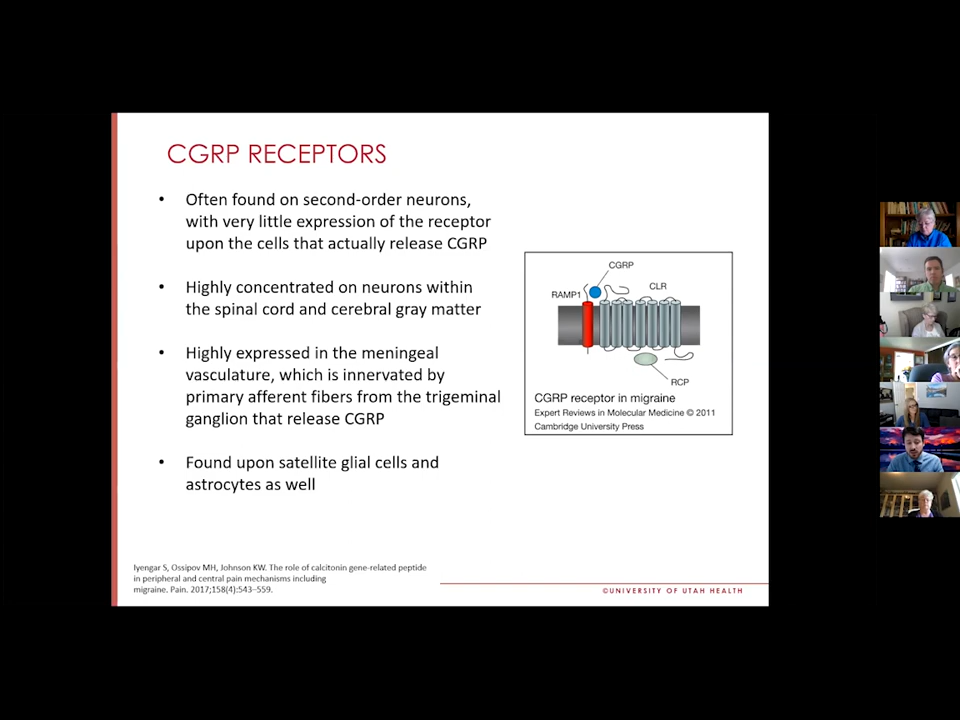 CGRP RECEPTORS
• Often found on second-order neurons,
with very little expression of the receptor
upon the cells that actually release CGRP
• Highly concentrated on neurons within
the spinal cord and cerebral gray matter
• Highly expressed in the meningeal
vasculature, which is innervated by
primary afferent fibers from the trigeminal
ganglion that release CGRP
• Found upon satellite glial cells and
astrocytes as well
CGRP
RAMP1
CLR
RCP
CGRP receptor in migraine
Expert Reviews in Molecular Medicine © 2011
Cambridge University Press
Iyengar S, Ossipov MH, Johnson KW. The role of calcitonin gene-related peptide
in peripheral and central pain mechanisms including
migraine. Pain. 2017;158(4):543–559.
©UNIVERSITY OF UTAH HEALTH